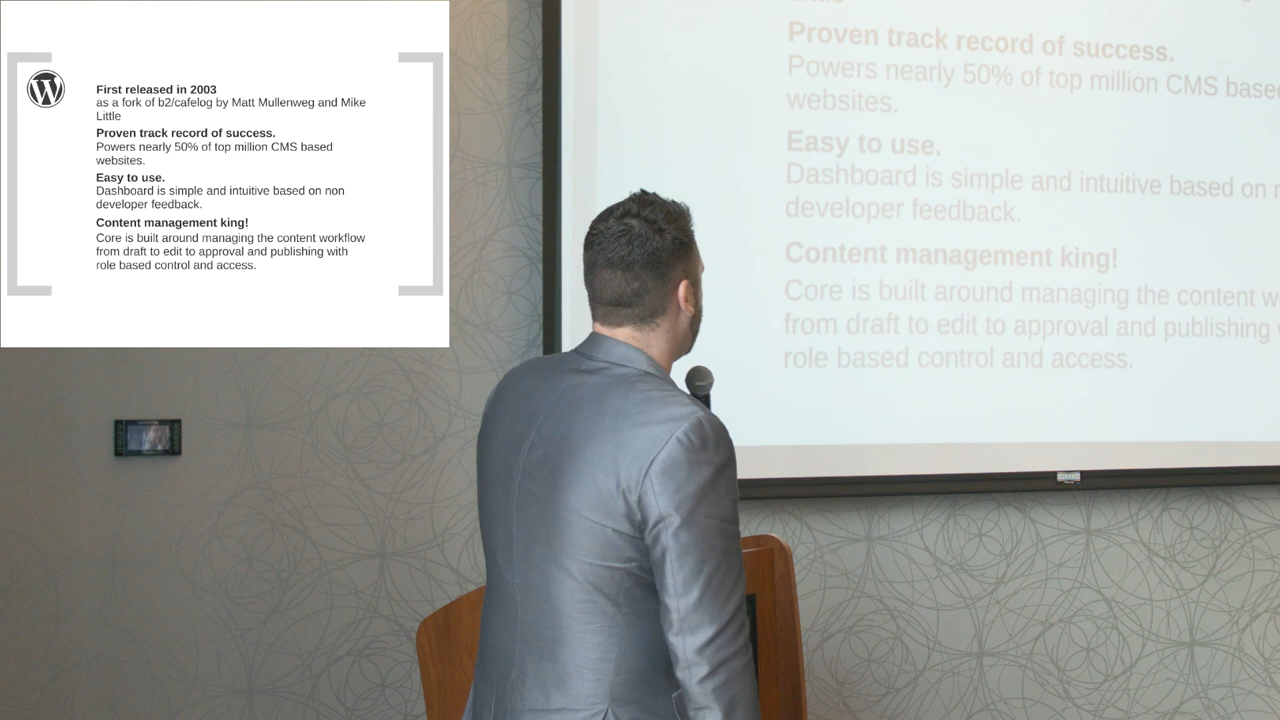 First released in 2003
as a fork of b2/cafelog by Matt Mullenweg and Mike
Little
Proven track record of success.
Powers nearly 50% of top million CMS based
websites.
Easy to use.
Dashboard is simple and intuitive based on non
developer feedback.
Content management king!
Core is built around managing the content workflow
from draft to edit to approval and publishing with
role based control and access.
Proven track record of success.
Powers nearly 50% of top million CMS based
websites.
Easy to use.
Dashboard is simple and intuitive based on
developer feedback.
Content management king!
Core is built around managing the content
from draft to edit to approval and publishing
role based control and access.